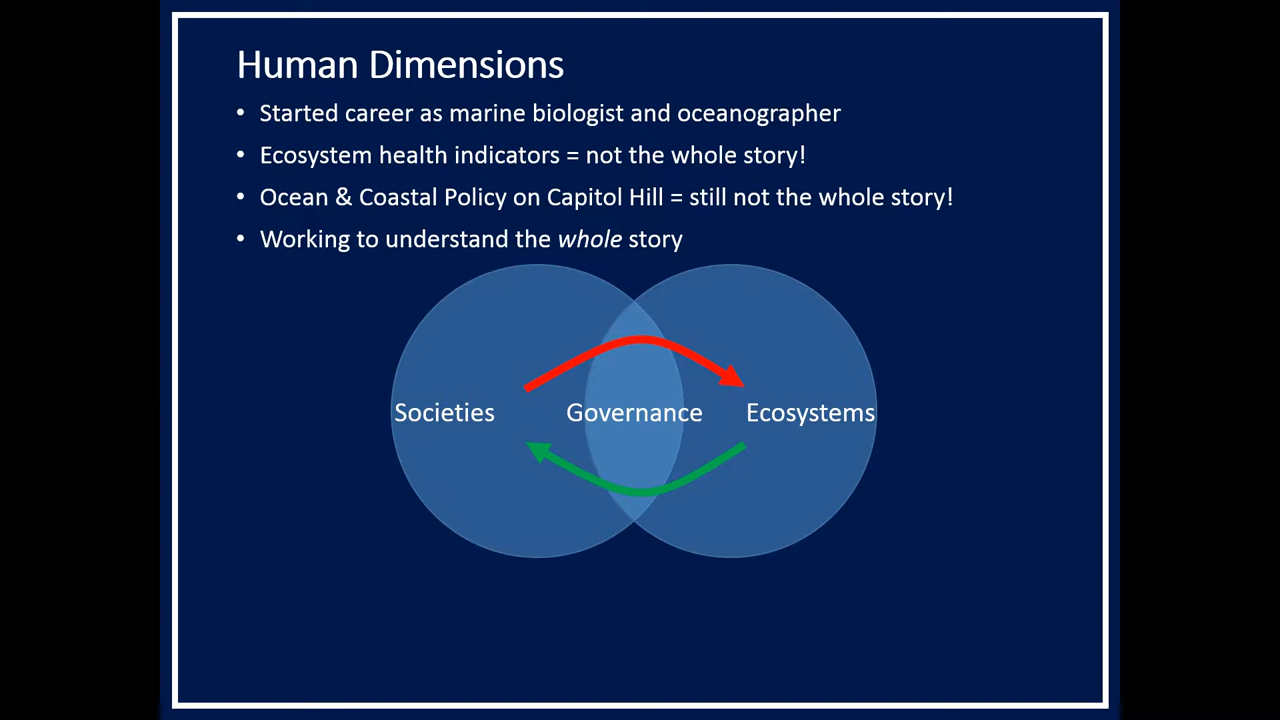 Human Dimensions
• Started career as marine biologist and oceanographer
• Ecosystem health indicators = not the whole story!
• Ocean & Coastal Policy on Capitol Hill = still not the whole story!
• Working to understand the whole story
Societies Governance Ecosystems